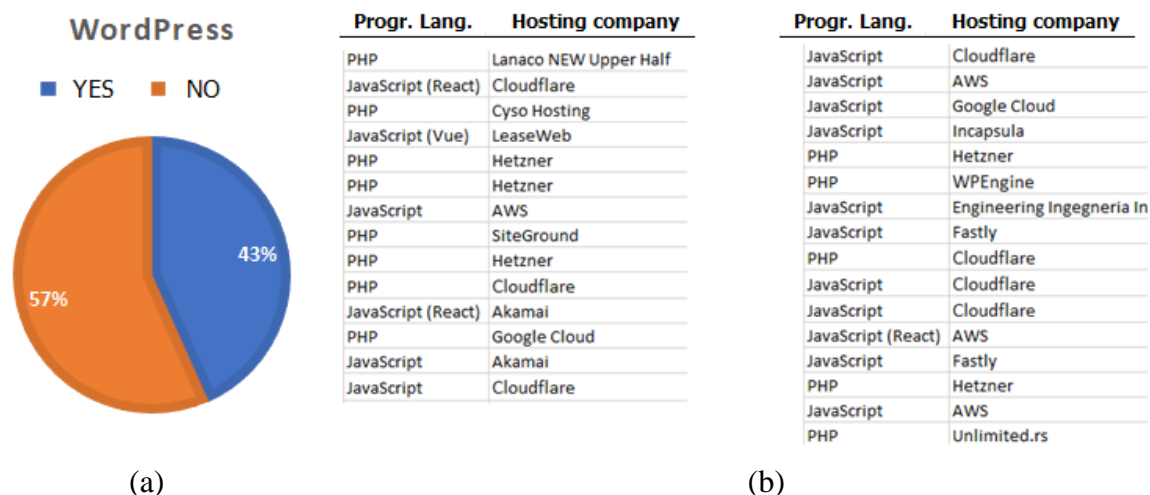 WordPress
YES NO
43%
57%
Progr. Lang. Hosting company
PHP Lanaco NEW Upper Half
JavaScript (React) Cloudflare
PHP Cyso Hosting
JavaScript (Vue) LeaseWeb
PHP Hetzner
PHP Hetzner
JavaScript AWS
PHP SiteGround
PHP Hetzner
PHP Cloudflare
JavaScript (React) Akamai
PHP Google Cloud
JavaScript Akamai
JavaScript Cloudflare
Progr. Lang. Hosting company
JavaScript Cloudflare
JavaScript AWS
JavaScript Google Cloud
JavaScript Incapsula
PHP Hetzner
PHP WPEngine
JavaScript Engineering Ingegneria In
JavaScript Fastly
PHP Cloudflare
JavaScript Cloudflare
JavaScript Cloudflare
JavaScript (React) AWS
JavaScript Fastly
PHP Hetzner
JavaScript AWS
PHP Unlimited.rs
(a) (b)